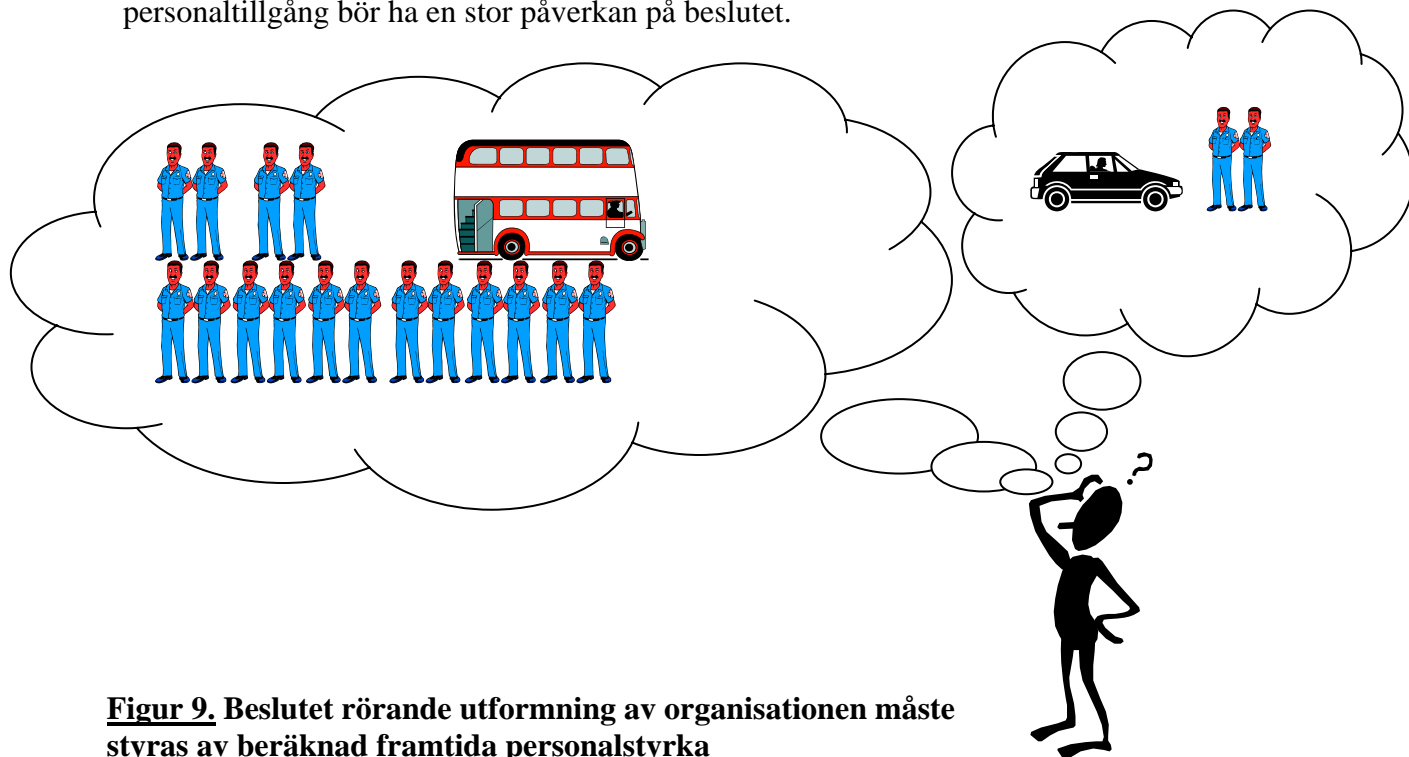 personaltillgång bör ha en stor påverkan på beslutet.
?
Figur 9. Beslutet rörande utformning av organisationen måste
styras av beräknad framtida personalstyrka